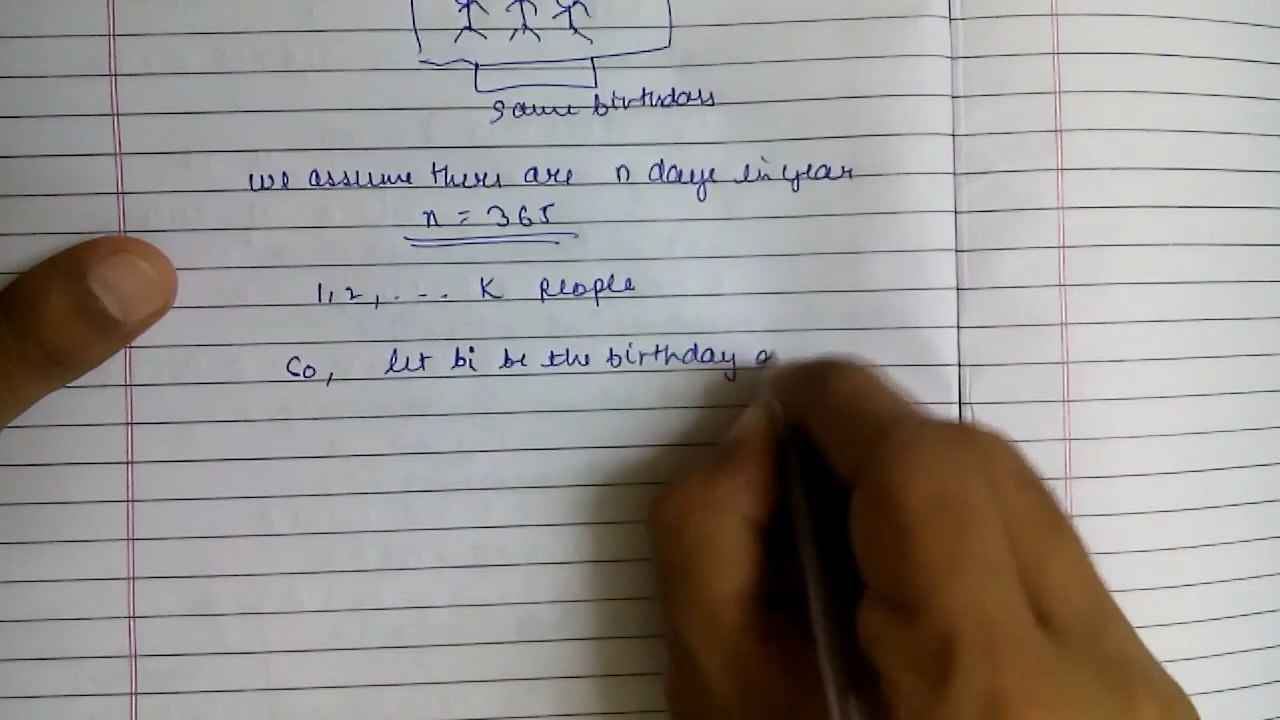 same birthdays
we assume there are n days in year
n = 365
1, 2, . - - . K people
So, let bi be the birthday o